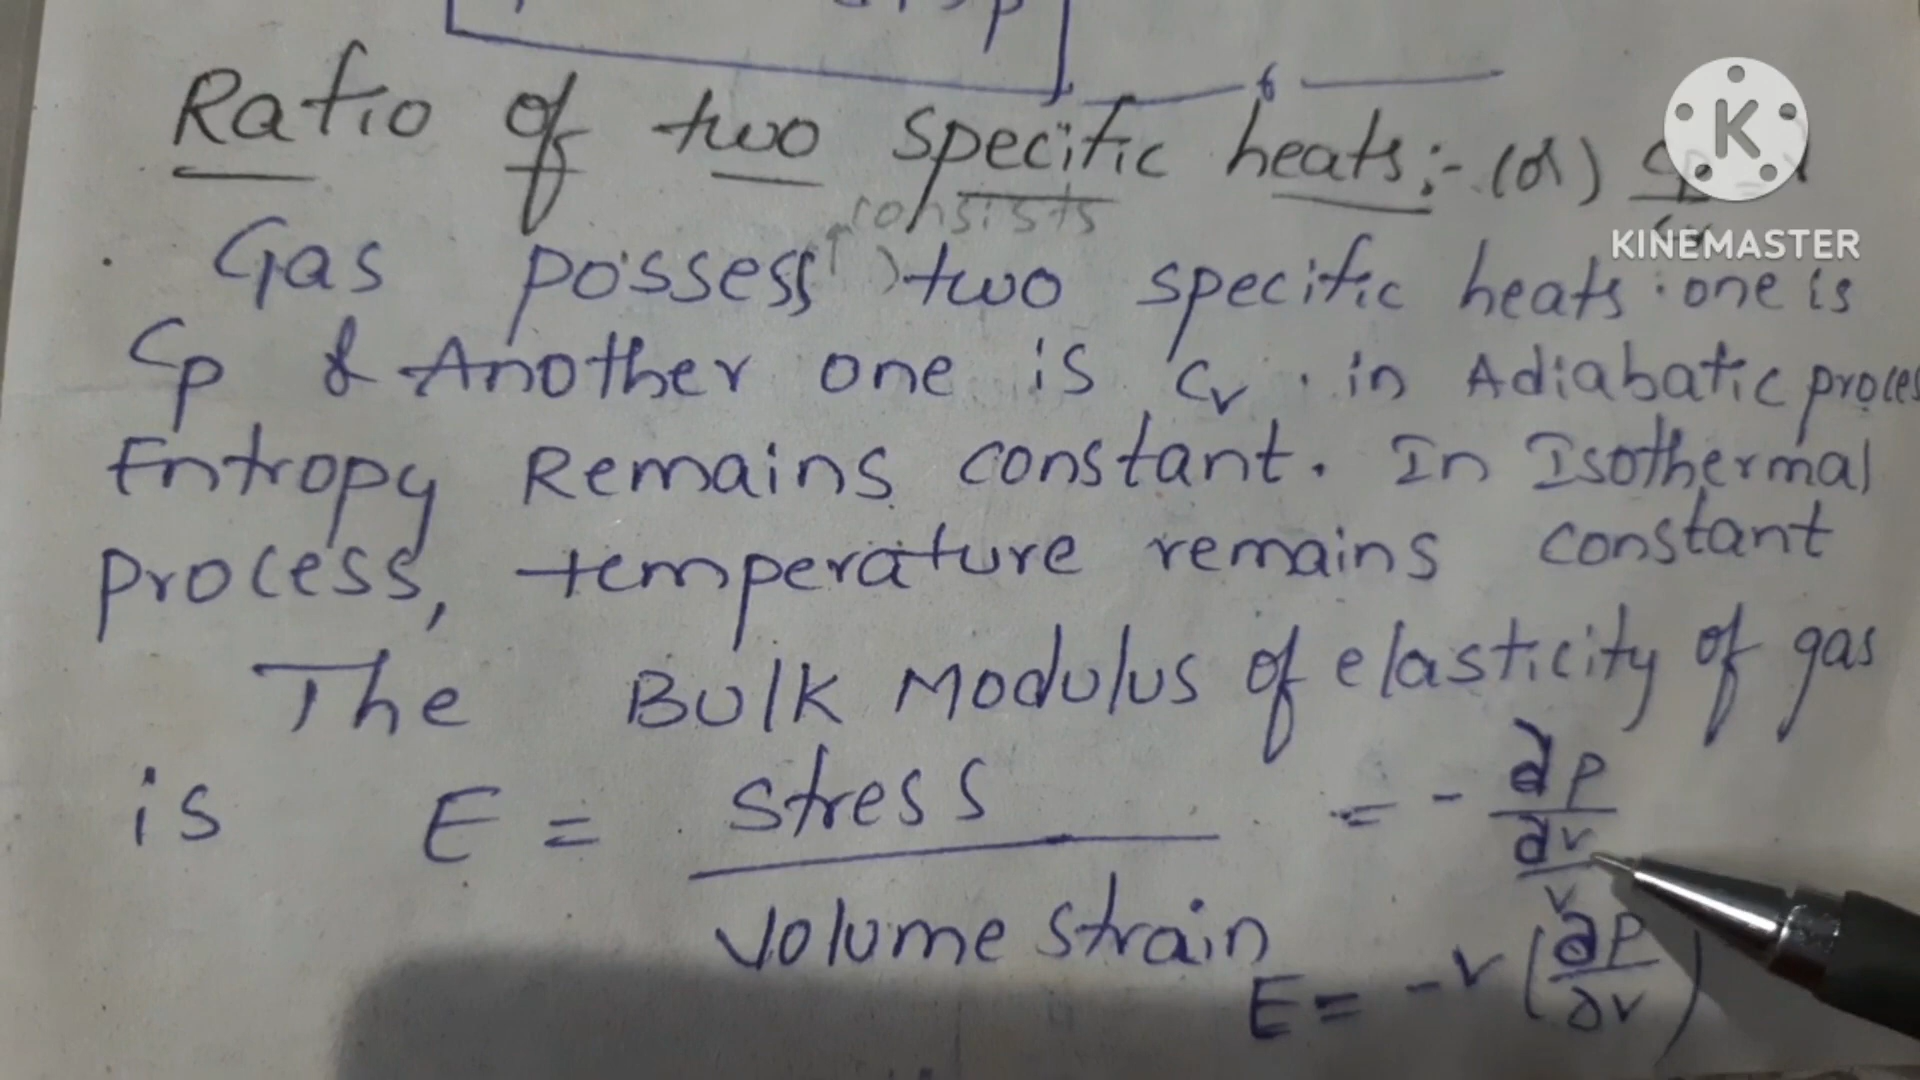 Ratio of two specific heats:- (γ) Cp
consists
Gas possess two specific heats. one is
Cp & Another one is Cv. in Adiabatic proces
Entropy Remains constant. In Isothermal
process, temperature remains constant
The Bulk Modulus of elasticity of gas
is E = stress / volume strain = - ∂p / ∂v / v
E = -v (∂p / ∂v)
KINEMASTER